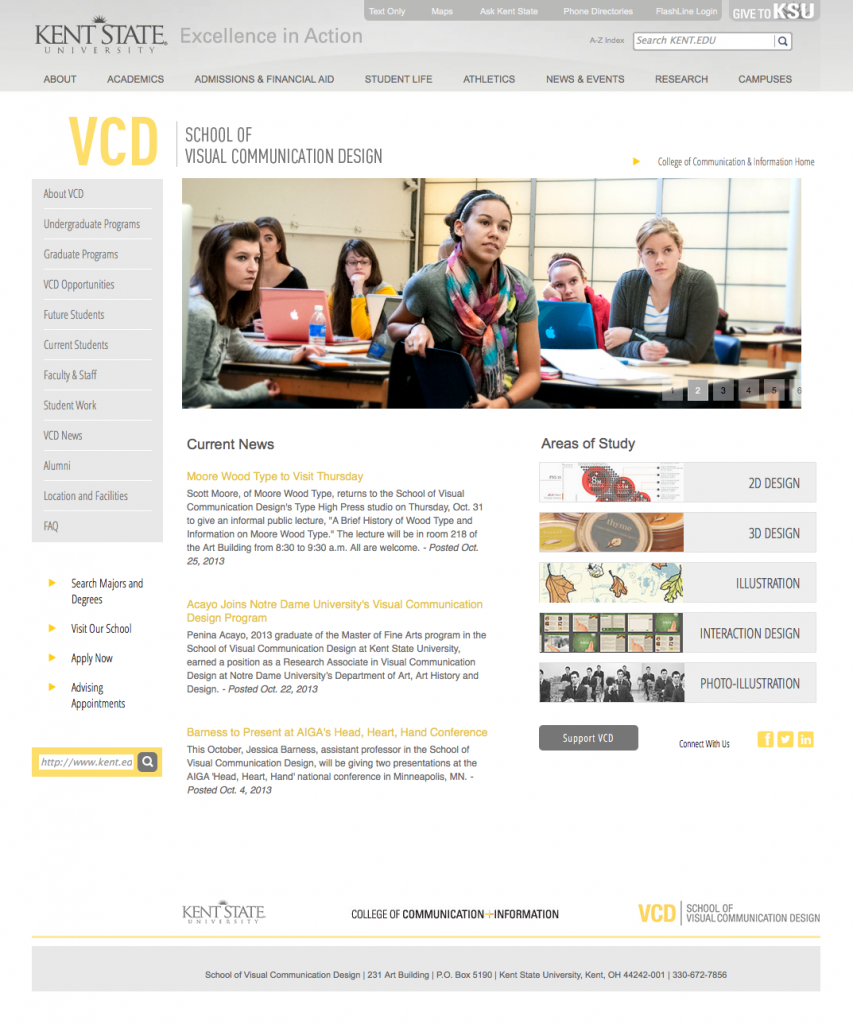 Text Only Maps Ask Kent State Phone Directories FlashLine Login GIVE TO KSU
KENT STATE
UNIVERSITY
Excellence in Action
A-Z Index Search KENT.EDU
ABOUT ACADEMICS ADMISSIONS & FINANCIAL AID STUDENT LIFE ATHLETICS NEWS & EVENTS RESEARCH CAMPUSES
VCD
SCHOOL OF
VISUAL COMMUNICATION DESIGN
College of Communication & Information Home
About VCD
Undergraduate Programs
Graduate Programs
VCD Opportunities
Future Students
Current Students
Faculty & Staff
Student Work
VCD News
Alumni
Location and Facilities
FAQ
Search Majors and
Degrees
Visit Our School
Apply Now
Advising
Appointments
http://www.kent.ed
1 2 3 4 5 6
Current News
Moore Wood Type to Visit Thursday
Scott Moore, of Moore Wood Type, returns to the School of Visual
Communication Design's Type High Press studio on Thursday, Oct. 31
to give an informal public lecture, "A Brief History of Wood Type and
Information on Moore Wood Type." The lecture will be in room 218 of
the Art Building from 8:30 to 9:30 a.m. All are welcome. - Posted Oct.
25, 2013
Acayo Joins Notre Dame University's Visual Communication
Design Program
Penina Acayo, 2013 graduate of the Master of Fine Arts program in the
School of Visual Communication Design at Kent State University,
earned a position as a Research Associate in Visual Communication
Design at Notre Dame University's Department of Art, Art History and
Design. - Posted Oct. 22, 2013
Barness to Present at AIGA's Head, Heart, Hand Conference
This October, Jessica Barness, assistant professor in the School of
Visual Communication Design, will be giving two presentations at the
AIGA 'Head, Heart, Hand' national conference in Minneapolis, MN. -
Posted Oct. 4, 2013
Areas of Study
2D DESIGN
thyme
3D DESIGN
ILLUSTRATION
INTERACTION DESIGN
PHOTO-ILLUSTRATION
Support VCD
Connect With Us
KENT STATE
UNIVERSITY
COLLEGE OF COMMUNICATION+INFORMATION
VCD
SCHOOL OF
VISUAL COMMUNICATION DESIGN
School of Visual Communication Design | 231 Art Building | P.O. Box 5190 | Kent State University, Kent, OH 44242-001 | 330-672-7856